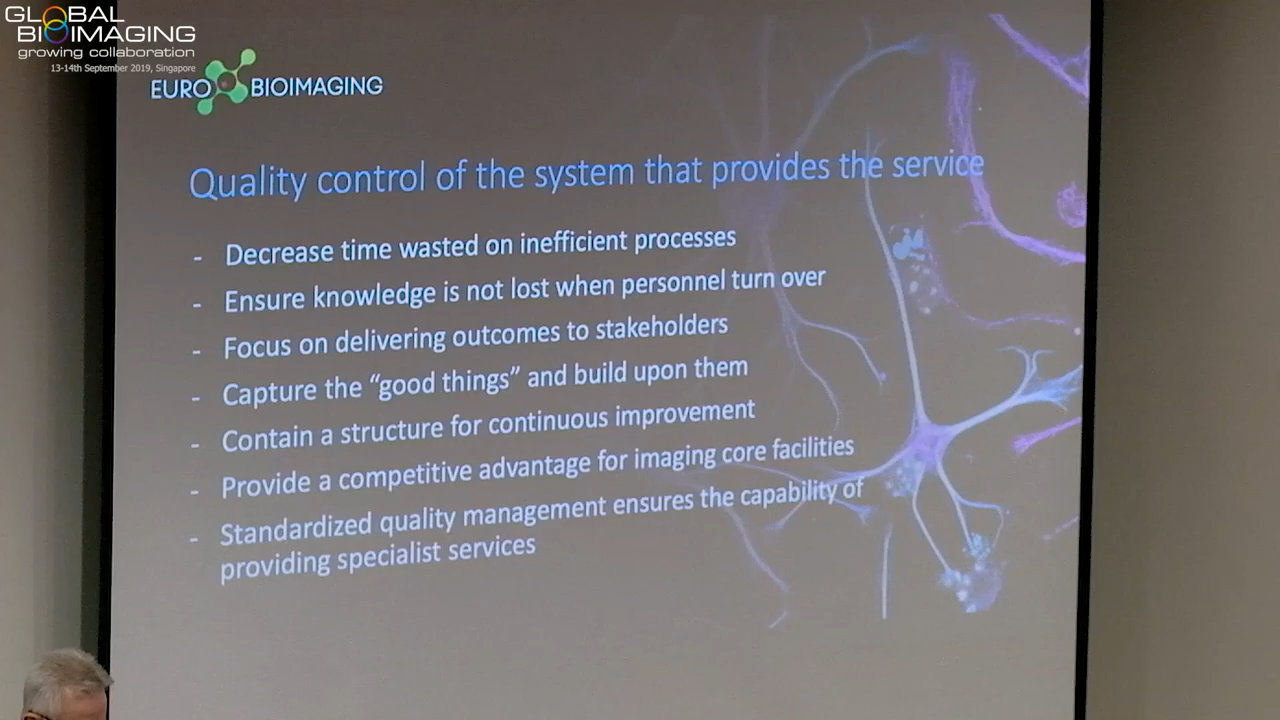 GLOBAL
BIOIMAGING
growing collaboration
13-14th September 2019, Singapore
EURO BIOIMAGING
Quality control of the system that provides the service
- Decrease time wasted on inefficient processes
- Ensure knowledge is not lost when personnel turn over
- Focus on delivering outcomes to stakeholders
- Capture the “good things” and build upon them
- Contain a structure for continuous improvement
- Provide a competitive advantage for imaging core facilities
- Standardized quality management ensures the capability of
providing specialist services